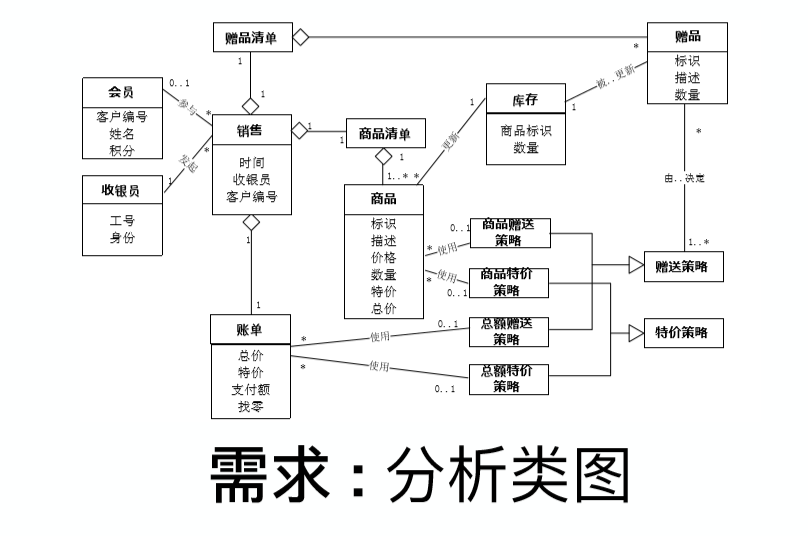 赠品清单
赠品
标识
描述
数量
*
1
1
0..1
会员
客户编号
姓名
积分
参与
*
销售
时间
收银员
客户编号
*
发起
1
收银员
工号
身份
1
1
商品清单
1
1..*
*
1
更新
库存
商品标识
数量
1
被..更新
*
由..决定
1..*
商品
标识
描述
价格
数量
特价
总价
*
使用
0..1
商品赠送
策略
*
使用
0..1
商品特价
策略
赠送策略
特价策略
1
1
账单
总价
特价
支付额
找零
*
使用
0..1
总额赠送
策略
*
使用
0..1
总额特价
策略
需求：分析类图